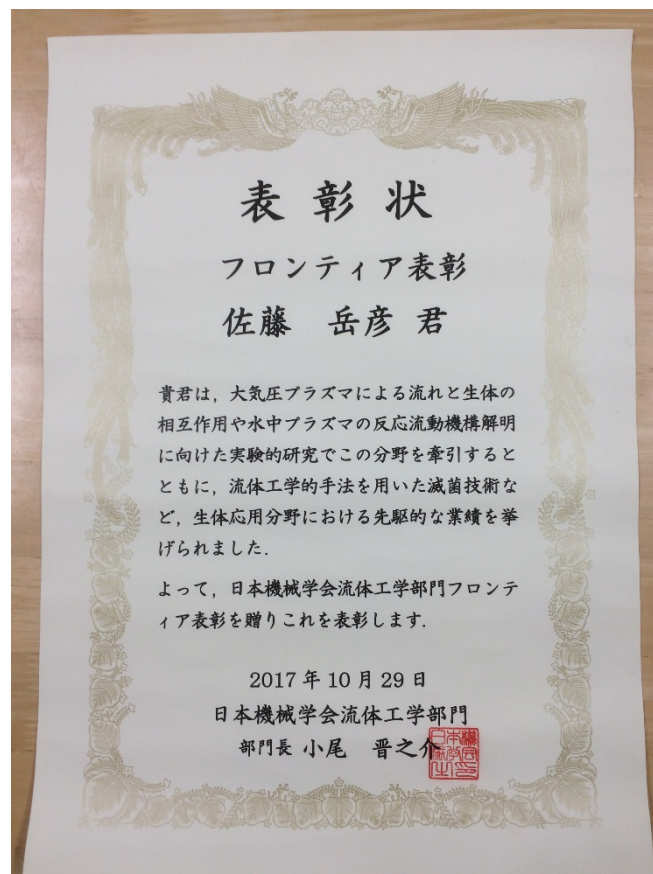 表彰状
フロンティア表彰
佐藤 岳彦 君
貴君は，大気圧プラズマによる流れと生体の
相互作用や水中プラズマの反応流動機構解明
に向けた実験的研究でこの分野を牽引すると
ともに，流体工学的手法を用いた滅菌技術な
ど，生体応用分野における先駆的な業績を挙
げられました．
よって，日本機械学会流体工学部門フロンテ
ィア表彰を贈りこれを表彰します．
2017年10月29日
日本機械学会流体工学部門
部門長 小尾 晋之介